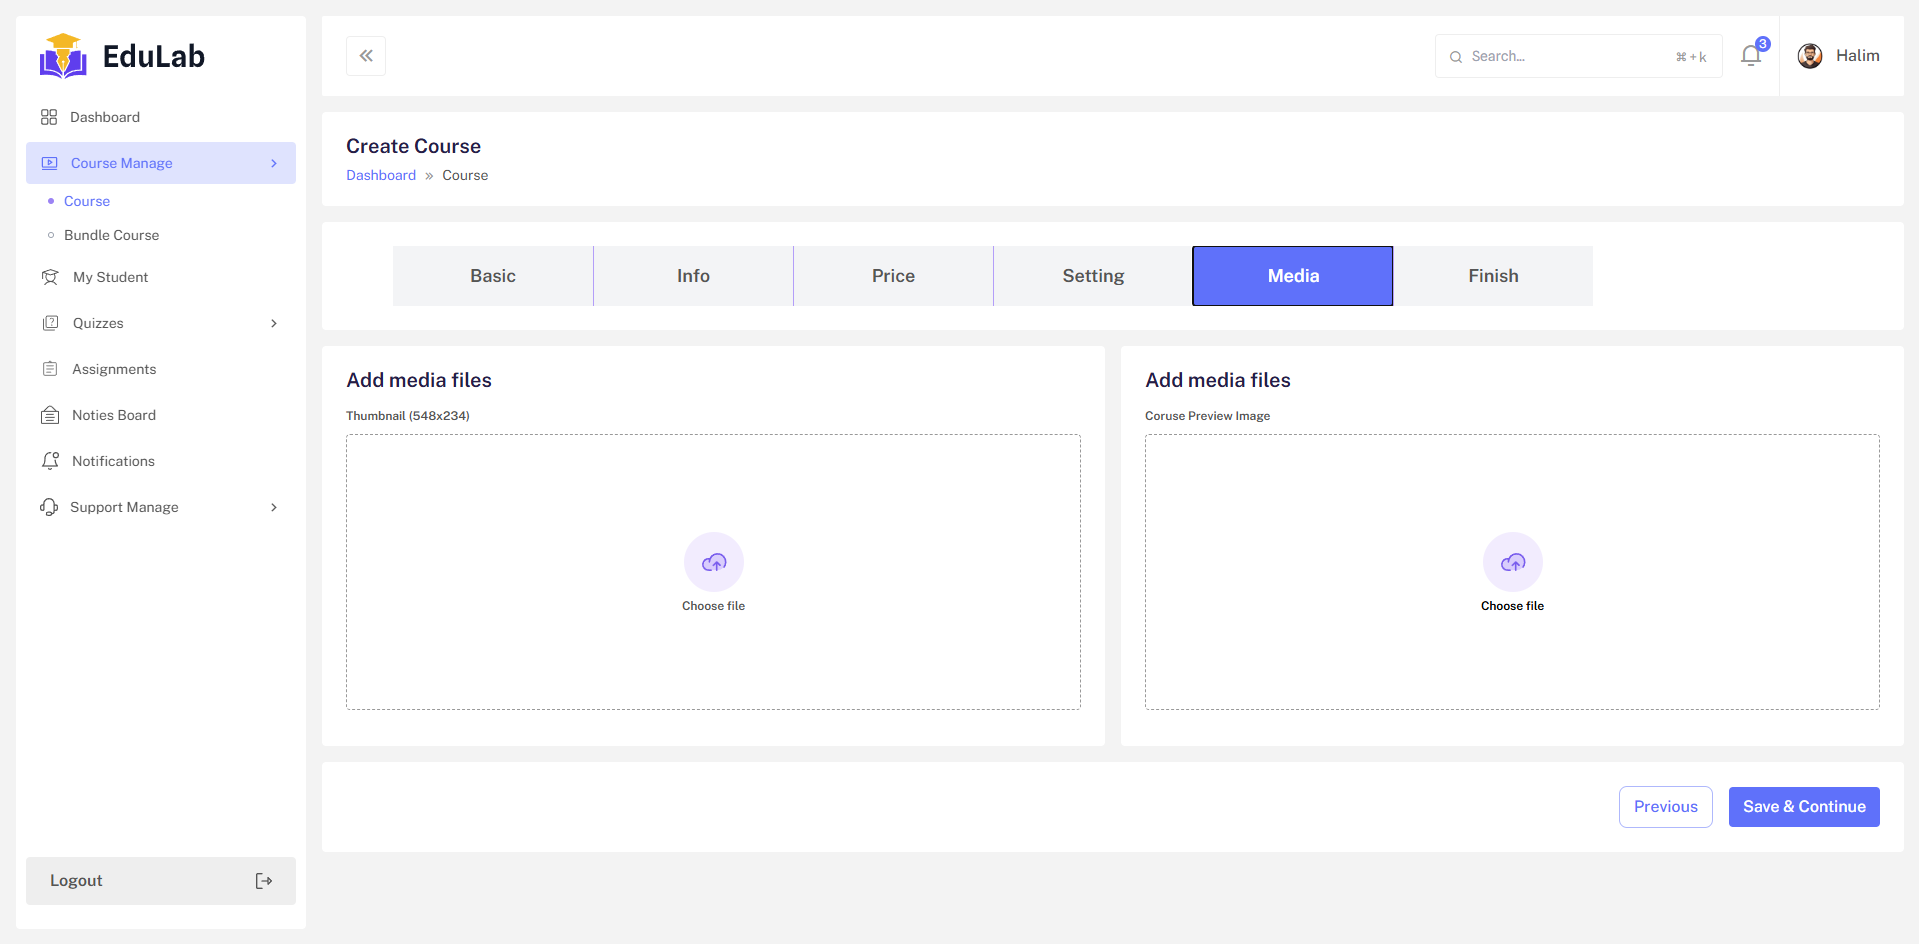 EduLab
Dashboard
Course Manage
Course
Bundle Course
My Student
Quizzes
Assignments
Noties Board
Notifications
Support Manage
Logout
Search...
⌘+k
3
Halim
Create Course
Dashboard » Course
Basic
Info
Price
Setting
Media
Finish
Add media files
Thumbnail (548x234)
Choose file
Add media files
Coruse Preview Image
Choose file
Previous
Save & Continue